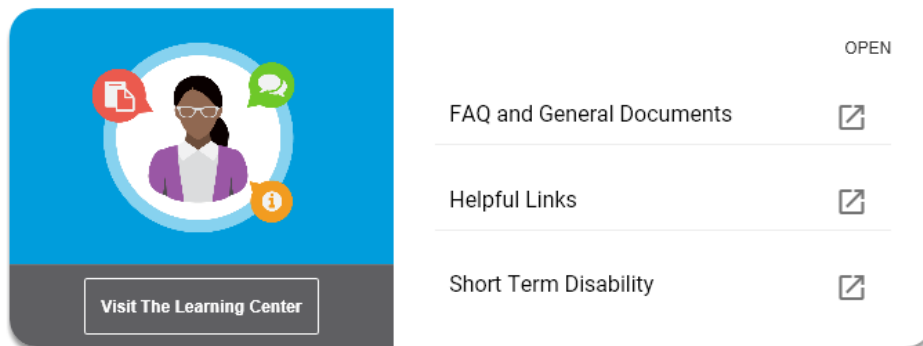 OPEN
FAQ and General Documents
Helpful Links
Short Term Disability
Visit The Learning Center